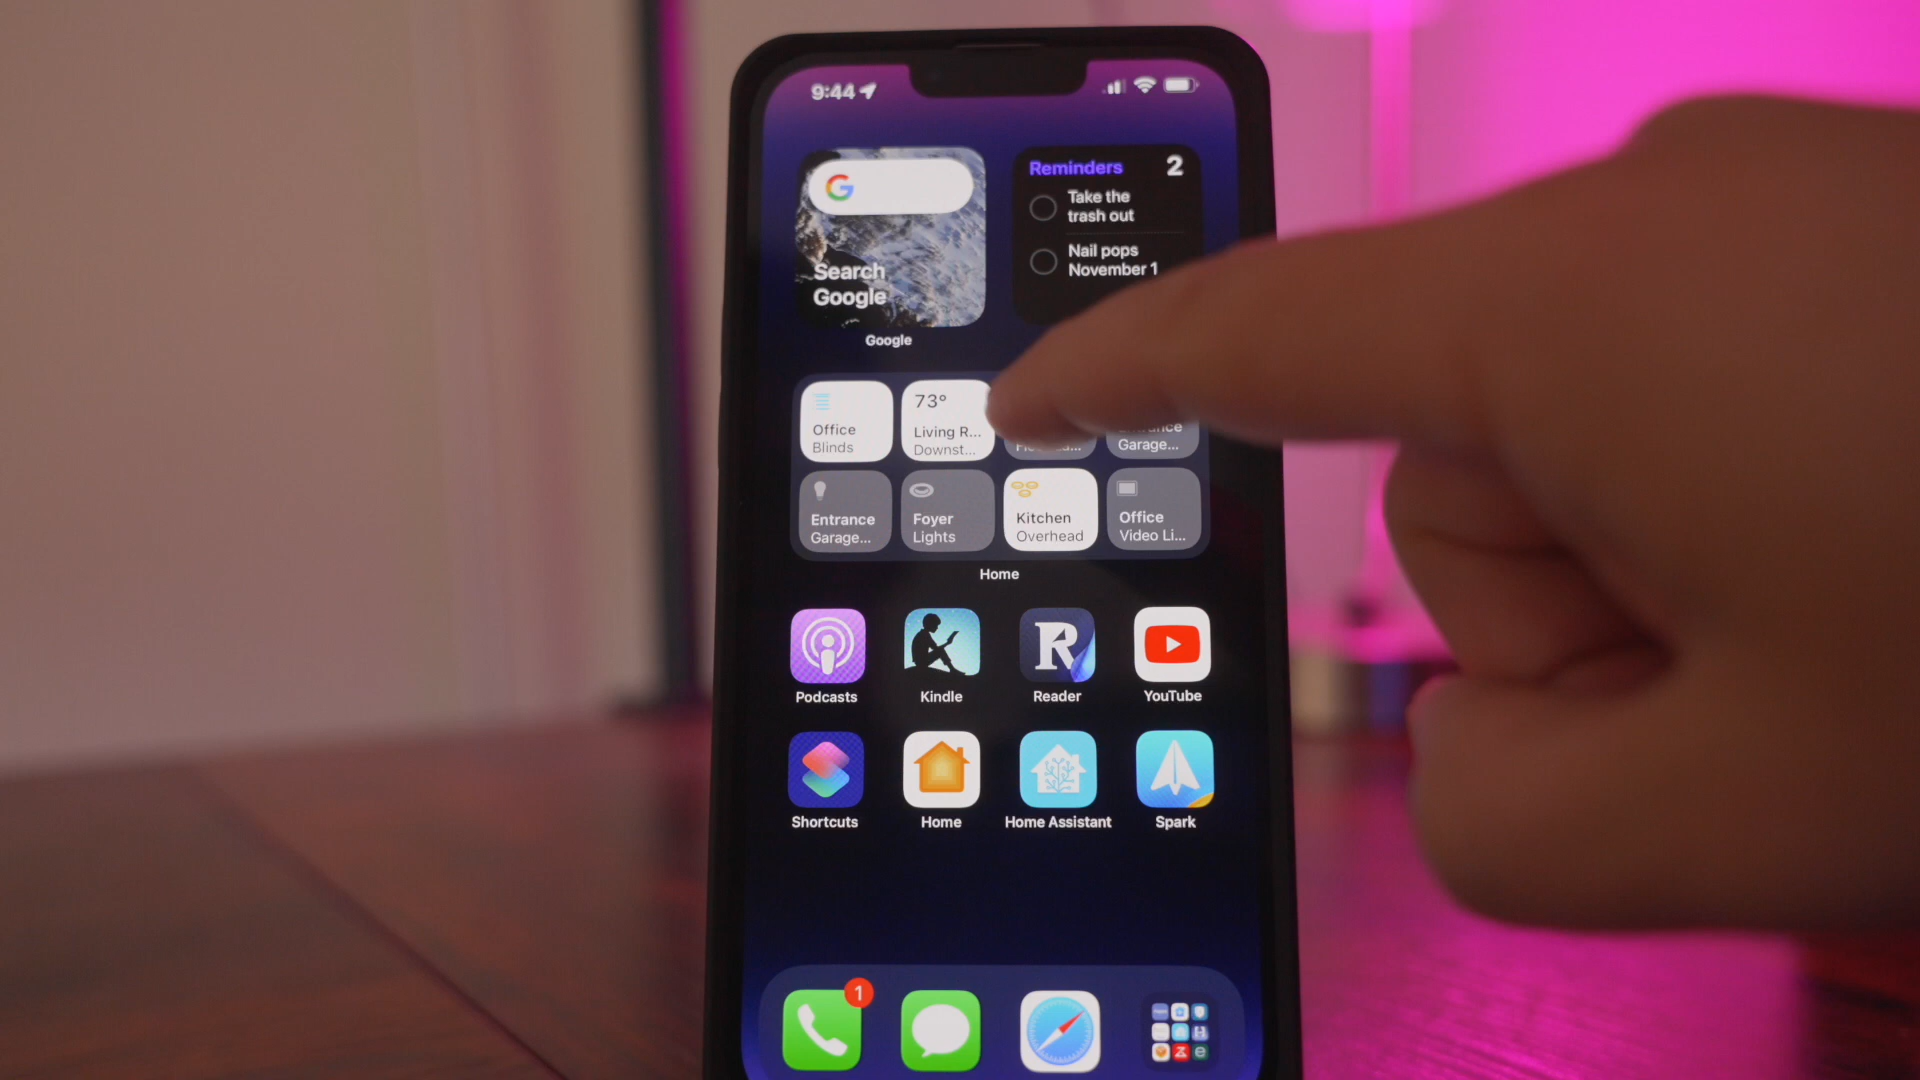 9:44
G
Reminders 2
Take the
trash out
Nail pops
November 1
Search
Google
Google
Office
Blinds
73°
Living R...
Downst...
Garage...
Entrance
Garage...
Foyer
Lights
Kitchen
Overhead
Office
Video Li...
Home
Podcasts
Kindle
R
Reader
YouTube
Shortcuts
Home
Home Assistant
Spark
1